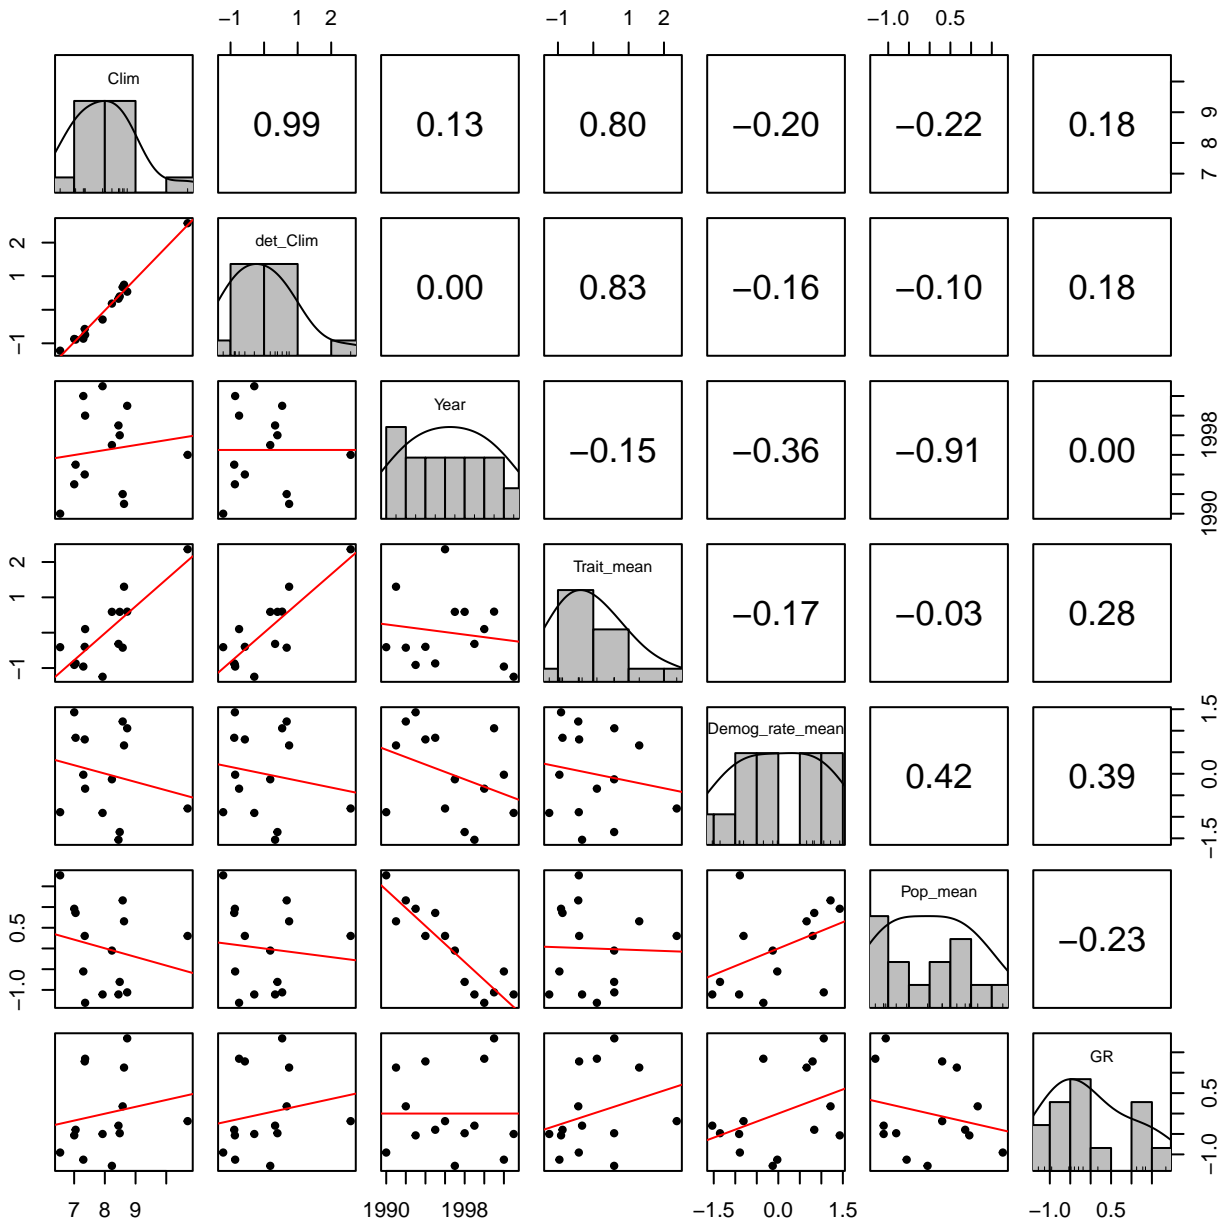 −1 1 2 −1 1 2 −1.0 0.5
Clim 0.99 0.13 0.80 −0.20 −0.22 0.18 7 8 9
−1 1 2 det_Clim 0.00 0.83 −0.16 −0.10 0.18
Year −0.15 −0.36 −0.91 0.00 1990 1998
−1 1 2 Trait_mean −0.17 −0.03 0.28
Demog_rate_mean 0.42 0.39 −1.5 0.0 1.5
−1.0 0.5 Pop_mean −0.23
GR −1.0 0.5
7 8 9 1990 1998 −1.5 0.0 1.5 −1.0 0.5